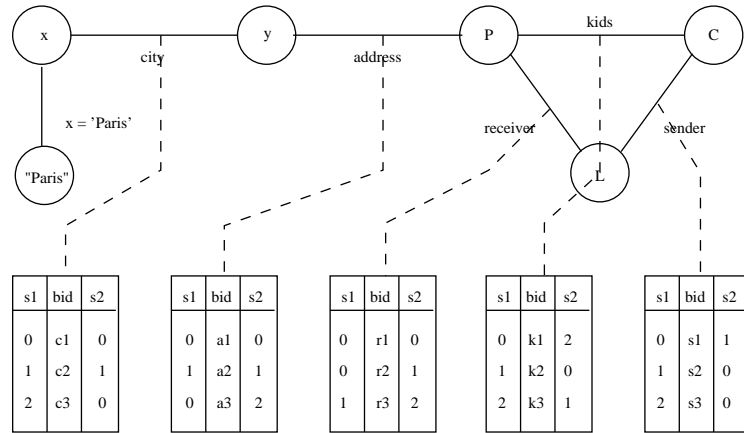 kids
x
y
P
C
city
address
x = 'Paris'
receiver
sender
"Paris"
L
s1 bid s2
0 c1 0
1 c2 1
2 c3 0
s1 bid s2
0 a1 0
1 a2 1
0 a3 2
s1 bid s2
0 r1 0
0 r2 1
1 r3 2
s1 bid s2
0 k1 2
1 k2 0
2 k3 1
s1 bid s2
0 s1 1
1 s2 0
2 s3 0